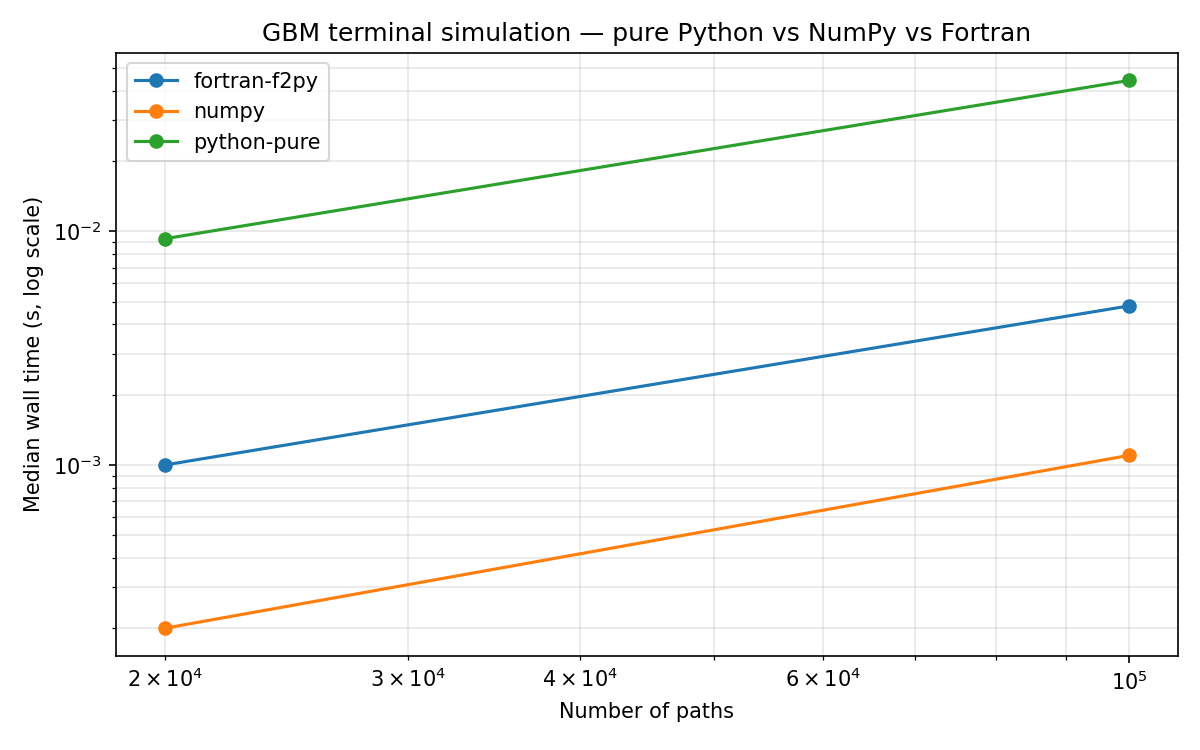 GBM terminal simulation — pure Python vs NumPy vs Fortran
fortran-f2py
numpy
python-pure
Median wall time (s, log scale)
10⁻²
10⁻³
2 × 10⁴
3 × 10⁴
4 × 10⁴
6 × 10⁴
10⁵
Number of paths